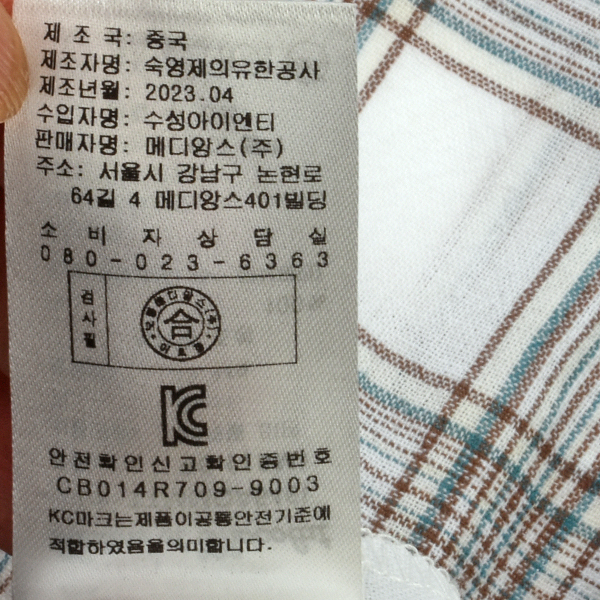 제 조 국: 중국
제조자명: 숙영제의유한공사
제조년월: 2023.04
수입자명: 수성아이엔티
판매자명: 메디앙스(주)
주소: 서울시 강남구 논현로
64길 4 메디앙스401빌딩
소 비 자 상 담 실
080-023-6363
검사필
合
KC
안전확인신고확인증번호
CB014R709-9003
KC마크는제품이공통안전기준에
적합하였음을의미합니다.